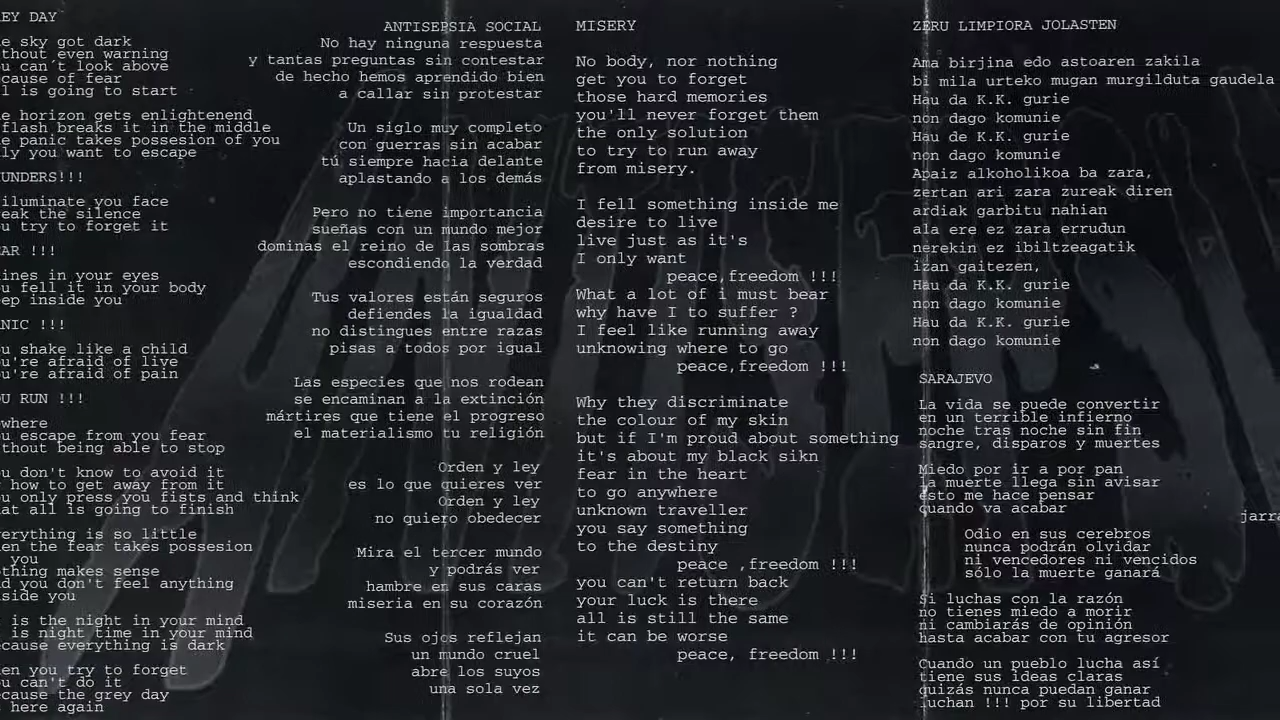 EY DAY
e sky got dark
thout even warning
u can't look above
cause of fear
l is going to start
e horizon gets enlightenend
flash breaks it in the middle
e panic takes possesion of you
ly you want to escape
UNDERS!!!
illuminate you face
eak the silence
u try to forget it
AR !!!
ines in your eyes
u fell it in your body
ep inside you
NIC !!!
u shake like a child
u're afraid of live
u're afraid of pain
U RUN !!!
where
u escape from you fear
thout being able to stop
u don't know to avoid it
how to get away from it
u only press you fists and think
at all is going to finish
erything is so little
en the fear takes possesion
you
thing makes sense
d you don't feel anything
side you
is the night in your mind
is night time in your mind
cause everything is dark
en you try to forget
u can't do it
cause the grey day
here again
ANTISEPSIA SOCIAL
No hay ninguna respuesta
y tantas preguntas sin contestar
de hecho hemos aprendido bien
a callar sin protestar
Un siglo muy completo
con guerras sin acabar
tú siempre hacia delante
aplastando a los demás
Pero no tiene importancia
sueñas con un mundo mejor
dominas el reino de las sombras
escondiendo la verdad
Tus valores están seguros
defiendes la igualdad
no distingues entre razas
pisas a todos por igual
Las especies que nos rodean
se encaminan a la extinción
mártires que tiene el progreso
el materialismo tu religión
Orden y ley
es lo que quieres ver
Orden y ley
no quiero obedecer
Mira el tercer mundo
y podrás ver
hambre en sus caras
miseria en su corazón
Sus ojos reflejan
un mundo cruel
abre los suyos
una sola vez
MISERY
No body, nor nothing
get you to forget
those hard memories
you'll never forget them
the only solution
to try to run away
from misery.
I fell something inside me
desire to live
live just as it's
I only want
peace,freedom !!!
What a lot of i must bear
why have I to suffer ?
I feel like running away
unknowing where to go
peace,freedom !!!
Why they discriminate
the colour of my skin
but if I'm proud about something
it's about my black sikn
fear in the heart
to go anywhere
unknown traveller
you say something
to the destiny
peace ,freedom !!!
you can't return back
your luck is there
all is still the same
it can be worse
peace, freedom !!!
ZERU LIMPIORA JOLASTEN
Ama birjina edo astoaren zakila
bi mila urteko mugan murgilduta gaudela
Hau da K.K. gurie
non dago komunie
Hau de K.K. gurie
non dago komunie
Apaiz alkoholikoa ba zara,
zertan ari zara zureak diren
ardiak garbitu nahian
ala ere ez zara errudun
nerekin ez ibiltzeagatik
izan gaitezen,
Hau da K.K. gurie
non dago komunie
Hau da K.K. gurie
non dago komunie
SARAJEVO
La vida se puede convertir
en un terrible infierno
noche tras noche sin fin
sangre, disparos y muertes
Miedo por ir a por pan
la muerte llega sin avisar
esto me hace pensar
cuando va acabar
Odio en sus cerebros
nunca podrán olvidar
ni vencedores ni vencidos
sólo la muerte ganará
Si luchas con la razón
no tienes miedo a morir
ni cambiarás de opinión
hasta acabar con tu agresor
Cuando un pueblo lucha así
tiene sus ideas claras
quizás nunca puedan ganar
luchan !!! por su libertad
jarra